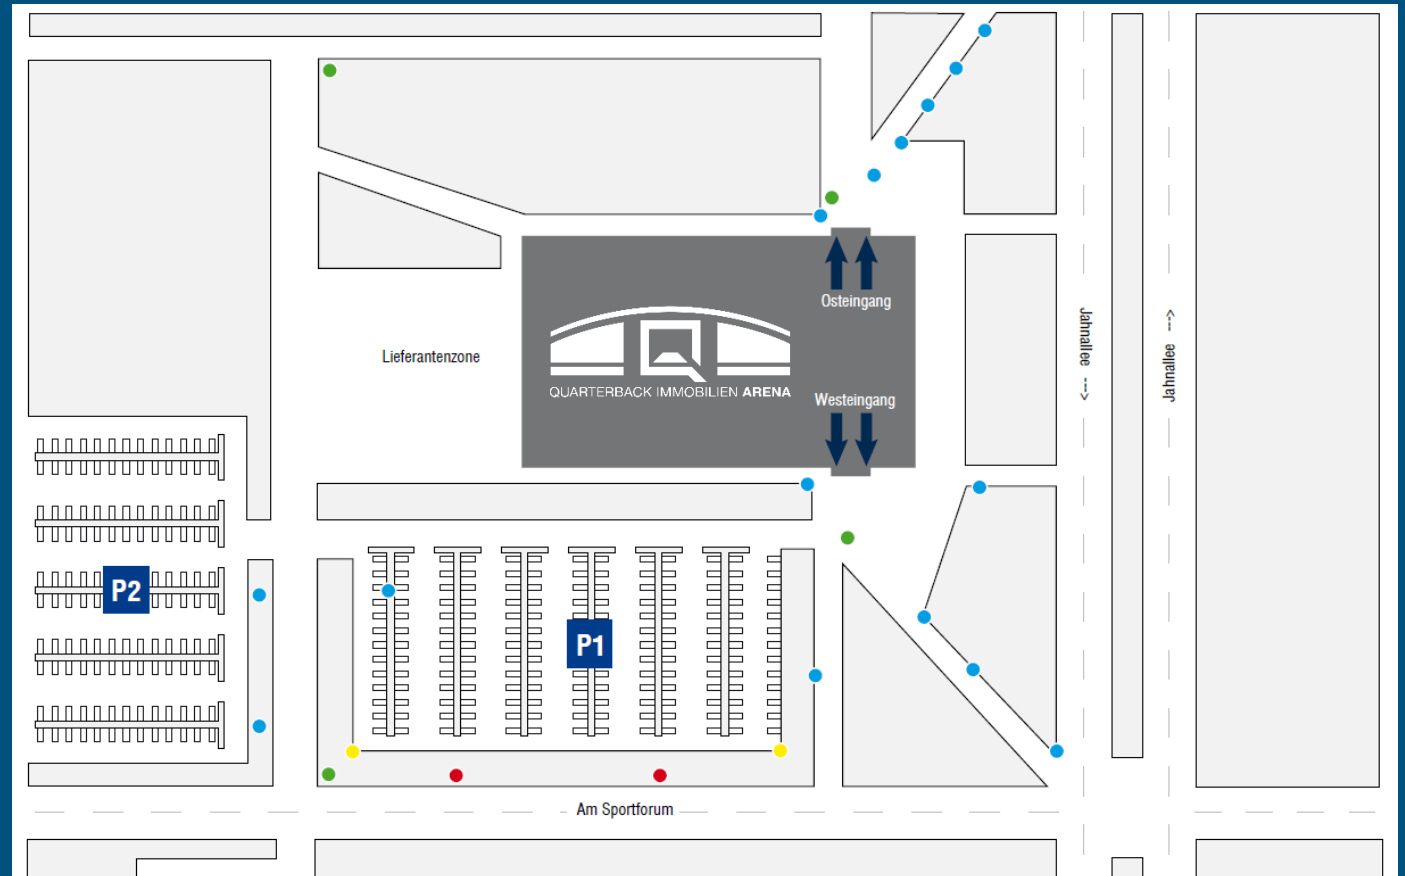 Osteingang
Jahnallee --->
Jahnallee --->
Lieferantenzone
QUARTERBACK IMMOBILIEN ARENA
Westeingang
P2
P1
Am Sportforum